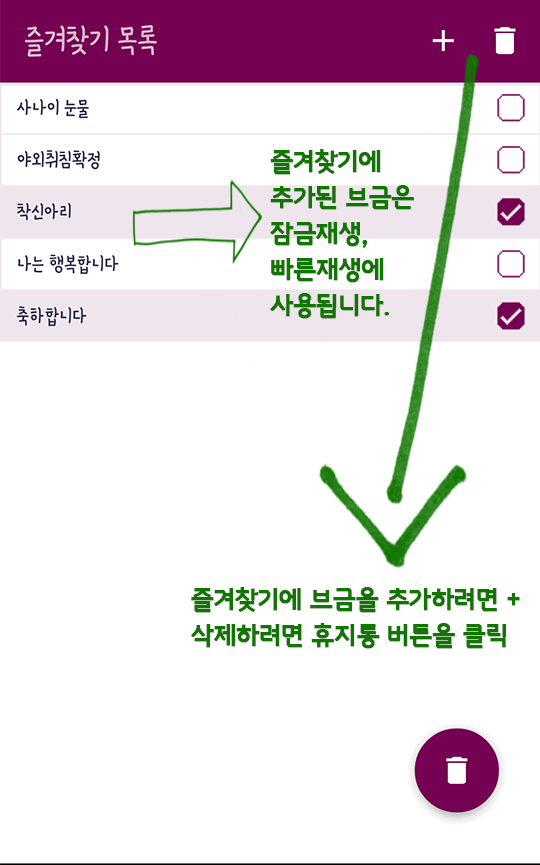 즐겨찾기 목록
사나이 눈물
야외취침확정
착신아리
나는 행복합니다
축하합니다
즐겨찾기에
추가된 브금은
잠금재생,
빠른재생에
사용됩니다.
즐겨찾기에 브금을 추가하려면 +
삭제하려면 휴지통 버튼을 클릭